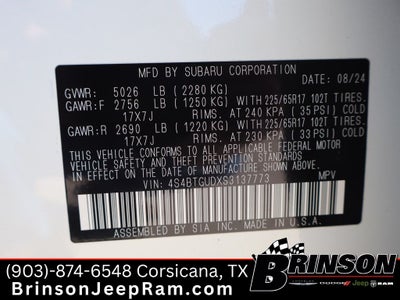 MFD BY SUBARU CORPORATION
DATE: 08/24
GVWR: 5026 LB (2280 KG)
GAWR:F 2756 LB (1250 KG) WITH 225/65R17 102T TIRES.
17X7J RIMS. AT 240 KPA (35 PSI) COLD
GAWR:R 2690 LB (1220 KG) WITH 225/65R17 102T TIRES.
17X7J RIMS. AT 230 KPA (33 PSI) COLD
THIS VEHICLE CONFORMS TO ALL APPLICABLE FEDERAL MOTOR
VEHICLE SAFETY, BUMPER, AND THEFT PREVENTION STANDARDS
IN EFFECT ON THE DATE OF MANUFACTURE SHOWN ABOVE.
VIN: 4S4BTGUDXS3137773 MPV
ASSEMBLED BY SIA INC. MADE IN U.S.A.
(903)-874-6548 Corsicana, TX
BrinsonJeepRam.com
BRINSON
Jeep
RAM